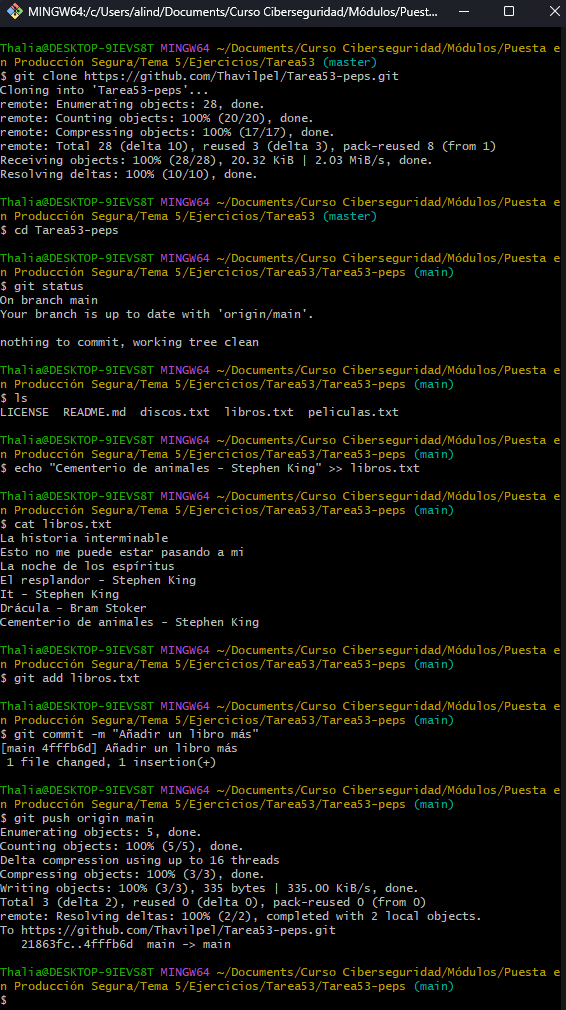 MINGW64:/c/Users/alind/Documents/Curso Ciberseguridad/Módulos/Puest...
Thalia@DESKTOP-9IEVS8T MINGW64 ~/Documents/Curso Ciberseguridad/Módulos/Puesta e
n Producción Segura/Tema 5/Ejercicios/Tarea53 (master)
$ git clone https://github.com/Thavilpel/Tarea53-peps.git
Cloning into 'Tarea53-peps'...
remote: Enumerating objects: 28, done.
remote: Counting objects: 100% (20/20), done.
remote: Compressing objects: 100% (17/17), done.
remote: Total 28 (delta 10), reused 3 (delta 3), pack-reused 8 (from 1)
Receiving objects: 100% (28/28), 20.32 KiB | 2.03 MiB/s, done.
Resolving deltas: 100% (10/10), done.
Thalia@DESKTOP-9IEVS8T MINGW64 ~/Documents/Curso Ciberseguridad/Módulos/Puesta e
n Producción Segura/Tema 5/Ejercicios/Tarea53 (master)
$ cd Tarea53-peps
Thalia@DESKTOP-9IEVS8T MINGW64 ~/Documents/Curso Ciberseguridad/Módulos/Puesta e
n Producción Segura/Tema 5/Ejercicios/Tarea53/Tarea53-peps (main)
$ git status
On branch main
Your branch is up to date with 'origin/main'.
nothing to commit, working tree clean
Thalia@DESKTOP-9IEVS8T MINGW64 ~/Documents/Curso Ciberseguridad/Módulos/Puesta e
n Producción Segura/Tema 5/Ejercicios/Tarea53/Tarea53-peps (main)
$ ls
LICENSE  README.md  discos.txt  libros.txt  peliculas.txt
Thalia@DESKTOP-9IEVS8T MINGW64 ~/Documents/Curso Ciberseguridad/Módulos/Puesta e
n Producción Segura/Tema 5/Ejercicios/Tarea53/Tarea53-peps (main)
$ echo "Cementerio de animales - Stephen King" >> libros.txt
Thalia@DESKTOP-9IEVS8T MINGW64 ~/Documents/Curso Ciberseguridad/Módulos/Puesta e
n Producción Segura/Tema 5/Ejercicios/Tarea53/Tarea53-peps (main)
$ cat libros.txt
La historia interminable
Esto no me puede estar pasando a mi
La noche de los espíritus
El resplandor - Stephen King
It - Stephen King
Drácula - Bram Stoker
Cementerio de animales - Stephen King
Thalia@DESKTOP-9IEVS8T MINGW64 ~/Documents/Curso Ciberseguridad/Módulos/Puesta e
n Producción Segura/Tema 5/Ejercicios/Tarea53/Tarea53-peps (main)
$ git add libros.txt
Thalia@DESKTOP-9IEVS8T MINGW64 ~/Documents/Curso Ciberseguridad/Módulos/Puesta e
n Producción Segura/Tema 5/Ejercicios/Tarea53/Tarea53-peps (main)
$ git commit -m "Añadir un libro más"
[main 4fffb6d] Añadir un libro más
 1 file changed, 1 insertion(+)
Thalia@DESKTOP-9IEVS8T MINGW64 ~/Documents/Curso Ciberseguridad/Módulos/Puesta e
n Producción Segura/Tema 5/Ejercicios/Tarea53/Tarea53-peps (main)
$ git push origin main
Enumerating objects: 5, done.
Counting objects: 100% (5/5), done.
Delta compression using up to 16 threads
Compressing objects: 100% (3/3), done.
Writing objects: 100% (3/3), 335 bytes | 335.00 KiB/s, done.
Total 3 (delta 2), reused 0 (delta 0), pack-reused 0 (from 0)
remote: Resolving deltas: 100% (2/2), completed with 2 local objects.
To https://github.com/Thavilpel/Tarea53-peps.git
   21863fc..4fffb6d  main -> main
Thalia@DESKTOP-9IEVS8T MINGW64 ~/Documents/Curso Ciberseguridad/Módulos/Puesta e
n Producción Segura/Tema 5/Ejercicios/Tarea53/Tarea53-peps (main)
$